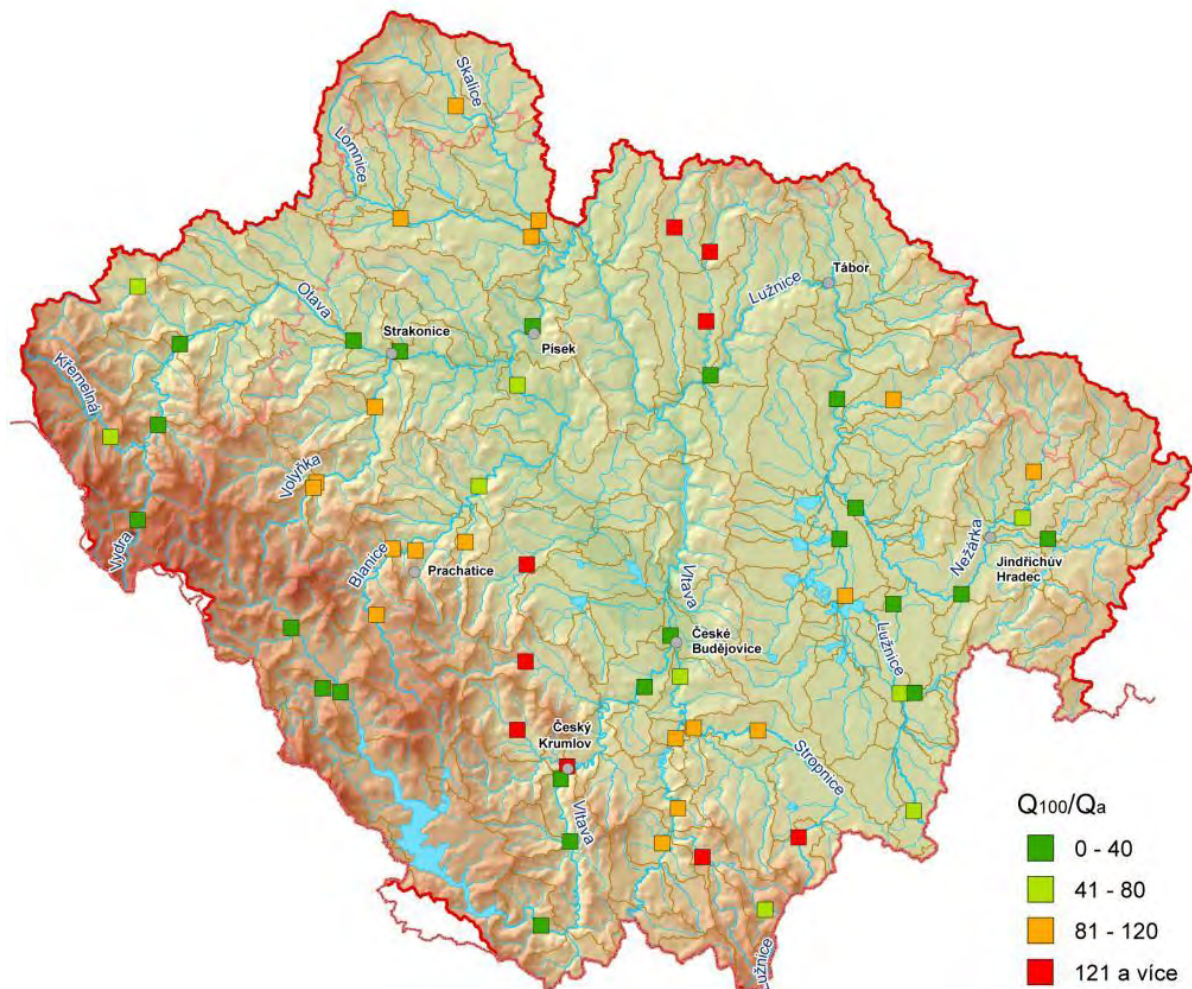 Skalice
Lomnice
Tábor
Lužnice
Otava
Strakonice
Písek
Křemelná
Volyňka
Vydra
Blanice
Prachatice
Nežárka
Jindřichův
Hradec
Vltava
České
Budějovice
Lužnice
Český
Krumlov
Stropnice
Vltava
Lužnice
Q100/Qa
0 - 40
41 - 80
81 - 120
121 a více